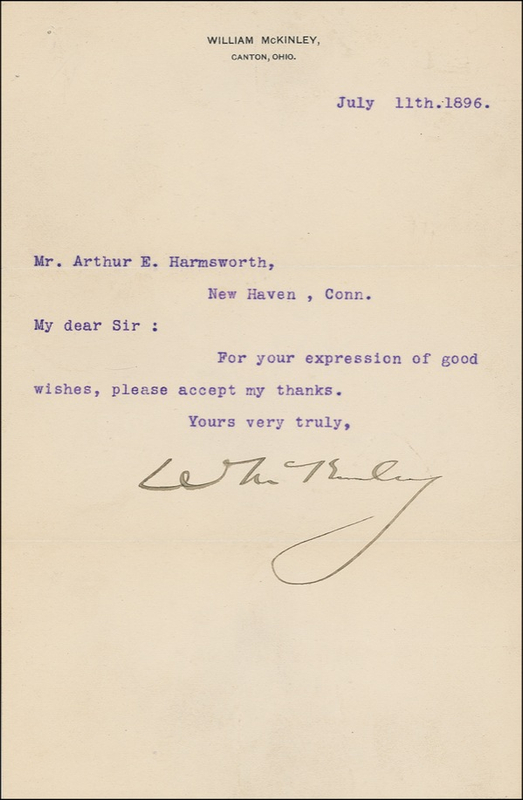 WILLIAM McKINLEY,
CANTON, OHIO.
July 11th.1896.
Mr. Arthur E. Harmsworth,
New Haven , Conn.
My dear Sir :
For your expression of good
wishes, please accept my thanks.
Yours very truly,
W McKinley